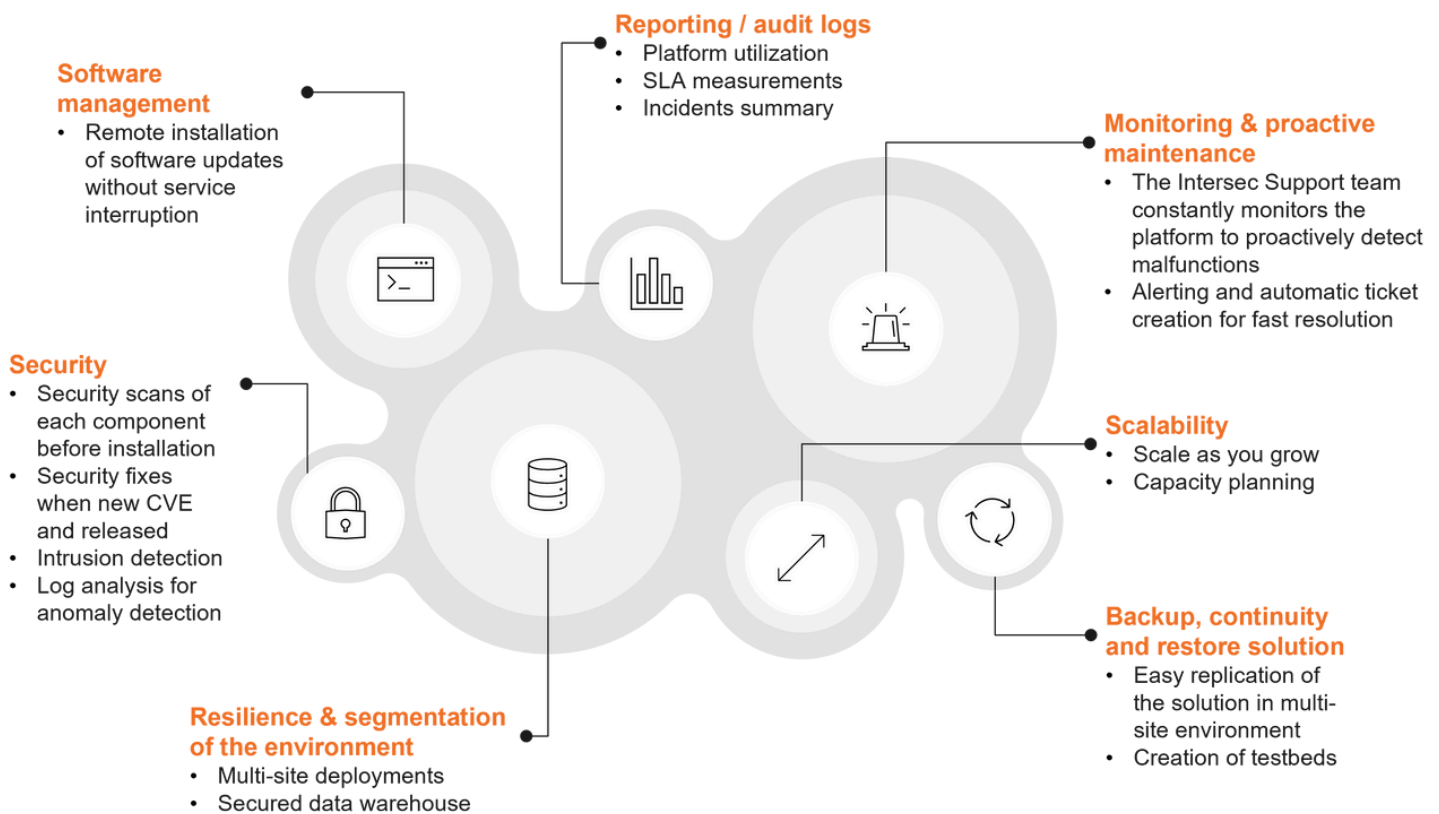 Reporting / audit logs
• Platform utilization
• SLA measurements
• Incidents summary
Software
management
• Remote installation
of software updates
without service
interruption
Monitoring & proactive
maintenance
• The Intersec Support team
constantly monitors the
platform to proactively detect
malfunctions
• Alerting and automatic ticket
creation for fast resolution
>_
Security
• Security scans of
each component
before installation
• Security fixes
when new CVE
and released
• Intrusion detection
• Log analysis for
anomaly detection
Scalability
• Scale as you grow
• Capacity planning
Backup, continuity
and restore solution
• Easy replication of
the solution in multi-
site environment
• Creation of testbeds
Resilience & segmentation
of the environment
• Multi-site deployments
• Secured data warehouse